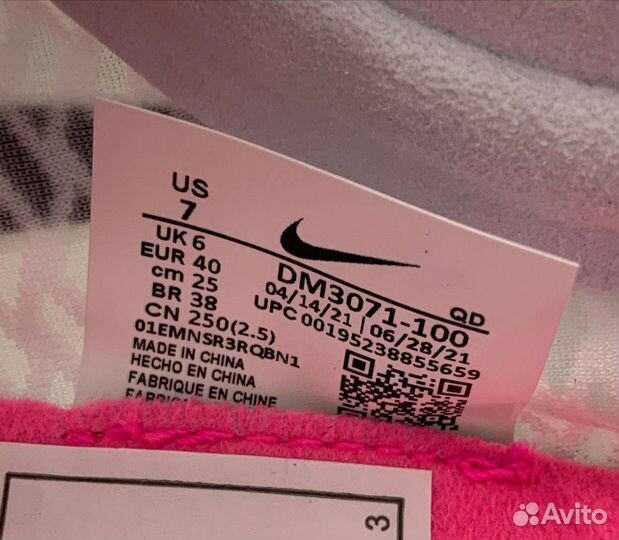 US
7
UK 6
EUR 40
cm 25
BR 38
CN 250(2.5)
01EMNSR3RQBN1
MADE IN CHINA
HECHO EN CHINA
FABRIQUE EN CHINE
QD
DM3071-100
04/14/21 | 06/28/21
UPC 00195238855659
3
Avito